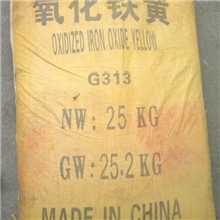 氧化铁黄
OXIDIZED IRON OXIDE YELLOW
G313
NW: 25 KG
GW: 25.2 KG
MADE IN CHINA